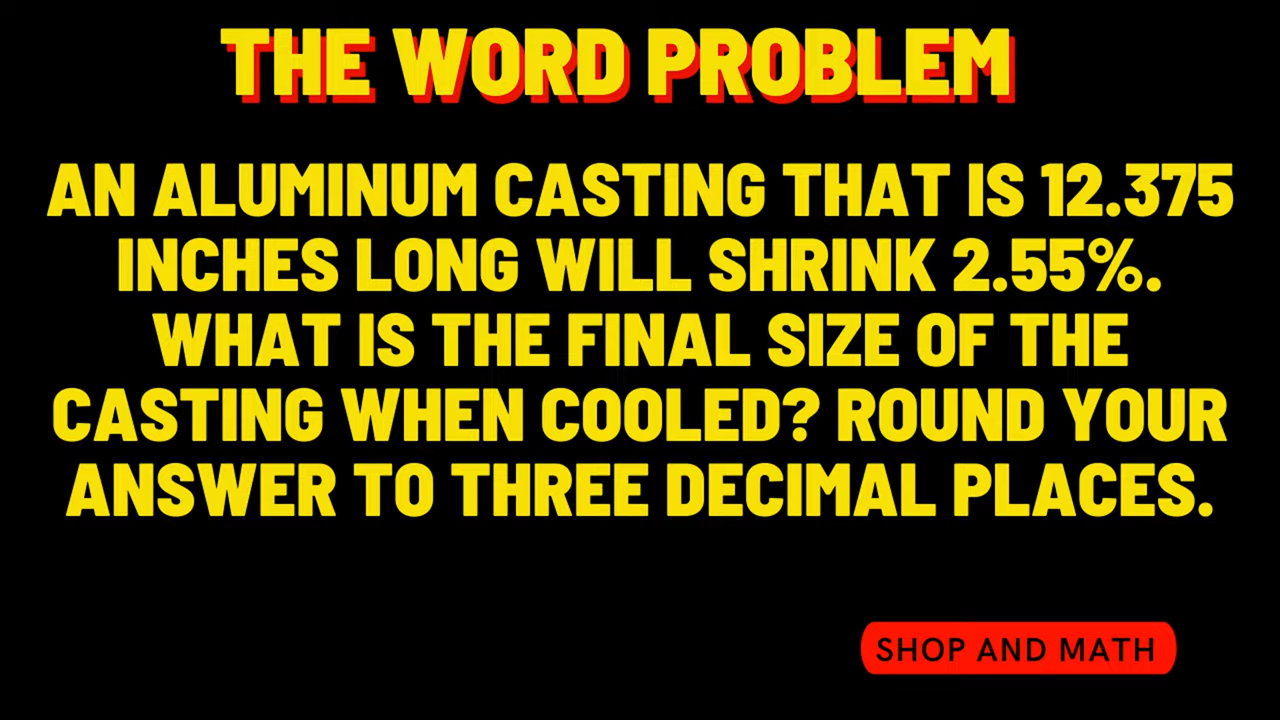 THE WORD PROBLEM
AN ALUMINUM CASTING THAT IS 12.375
INCHES LONG WILL SHRINK 2.55%.
WHAT IS THE FINAL SIZE OF THE
CASTING WHEN COOLED? ROUND YOUR
ANSWER TO THREE DECIMAL PLACES.
SHOP AND MATH